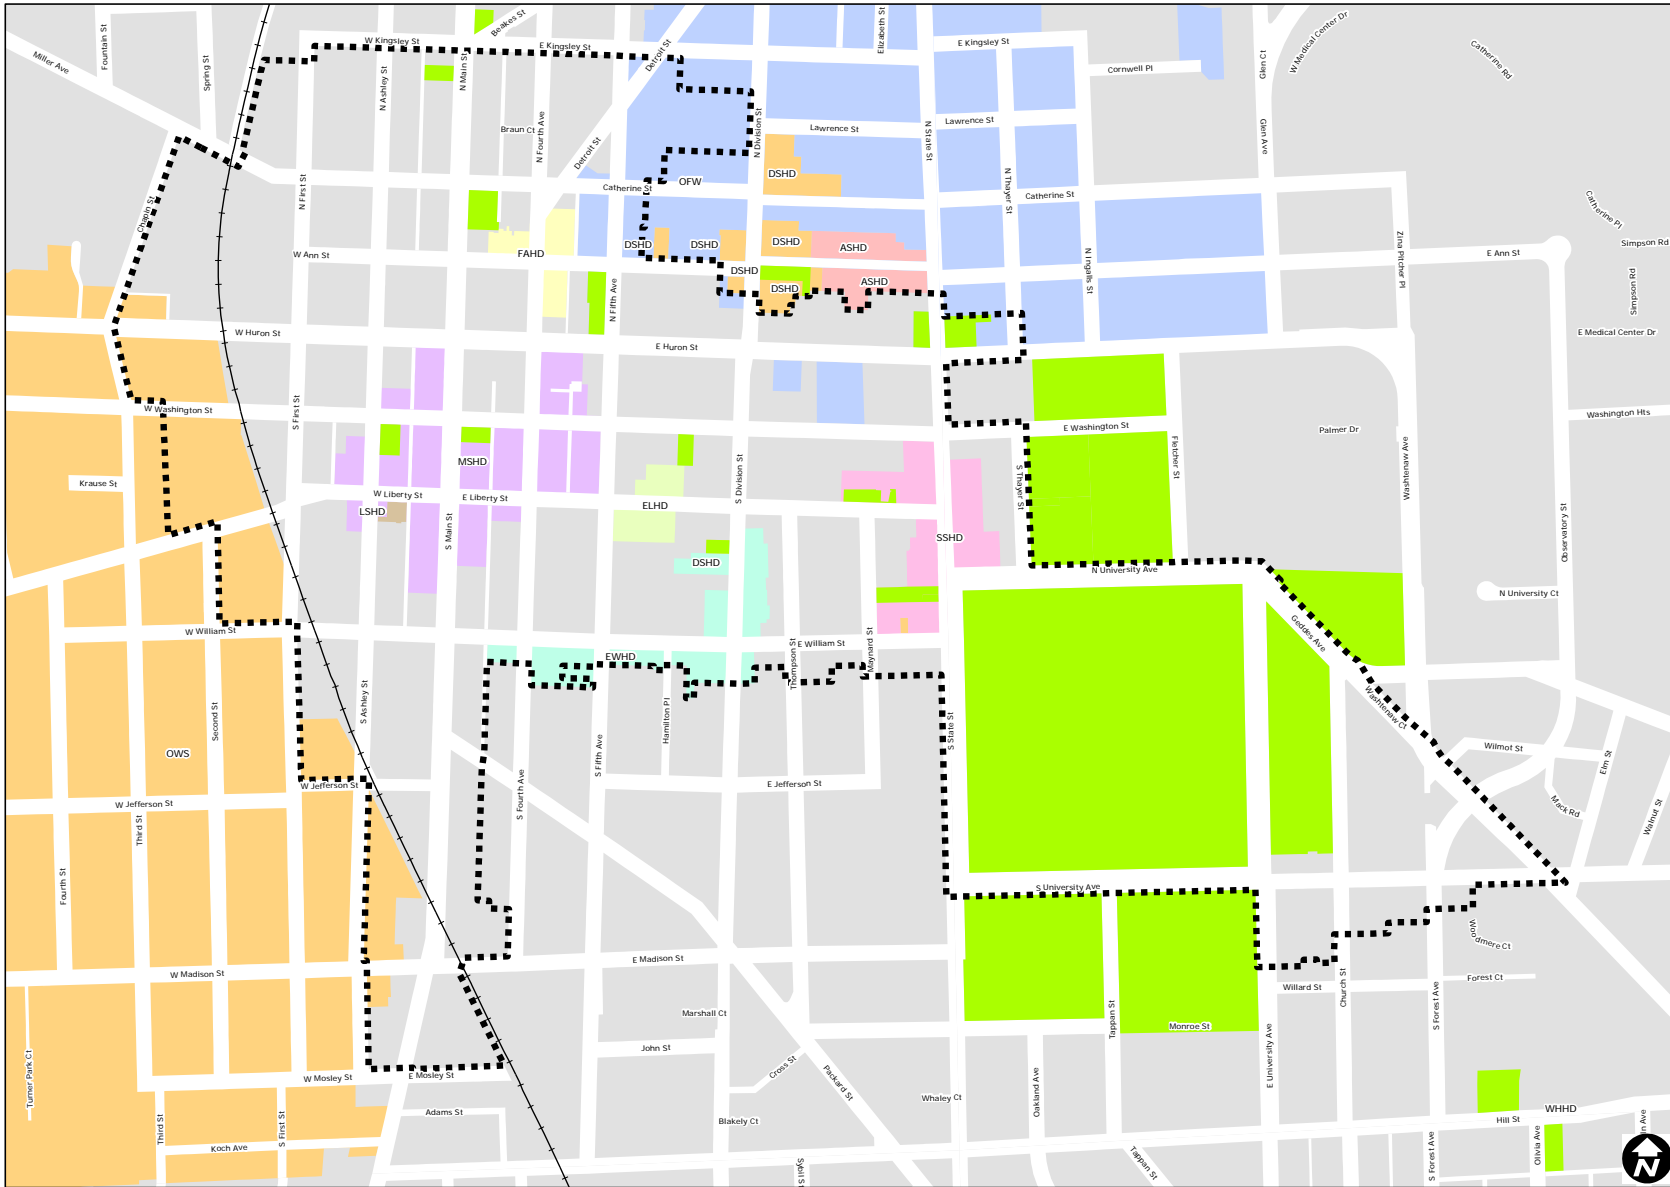 Fountain St
Spring St
Miller Ave
W Kingsley St
N Ashley St
N Main St
Beakes St
E Kingsley St
Detroit St
Elizabeth St
E Kingsley St
Cornwell Pl
Glen Ct
W Medical Center Dr
Catherine Rd
Braun Ct
N Fourth Ave
Detroit St
N Division St
Lawrence St
N State St
Lawrence St
Glen Ave
Chapin St
N First St
Catherine St
OFW
DSHD
N Thayer St
Catherine St
Catherine Pl
W Ann St
FAHD
DSHD
DSHD
DSHD
ASHD
N Ingalls St
Zina Pitcher Pl
E Ann St
Simpson Rd
DSHD
DSHD
ASHD
N Fifth Ave
Simpson Rd
W Huron St
E Huron St
E Medical Center Dr
W Washington St
S First St
E Washington St
Palmer Dr
Washington Hts
Fletcher St
Washtenaw Ave
MSHD
S Division St
S Thayer St
Krause St
W Liberty St
E Liberty St
LSHD
ELHD
S Main St
SSHD
Observatory St
DSHD
N University Ave
N University Ct
W William St
EWHD
E William St
Thompson St
Maynard St
Geddes Ave
S Ashley St
Second St
Hamilton Pl
S State St
Washtenaw Ct
OWS
S Fifth Ave
Wilmot St
Elm St
W Jefferson St
S Fourth Ave
E Jefferson St
W Jefferson St
Third St
Mack Rd
Walnut St
Fourth St
S University Ave
Woodmere Ct
W Madison St
E Madison St
Willard St
Church St
S Forest Ave
Forest Ct
Marshall Ct
Tappan St
Monroe St
John St
E University Ave
Turner Park Ct
W Mosley St
E Mosley St
Cross St
Packard St
Oakland Ave
Whaley Ct
Adams St
Blakely Ct
WHHD
Hill St
Third St
S First St
Koch Ave
Sybil St
Tappan St
S Forest Ave
Olivia Ave
N